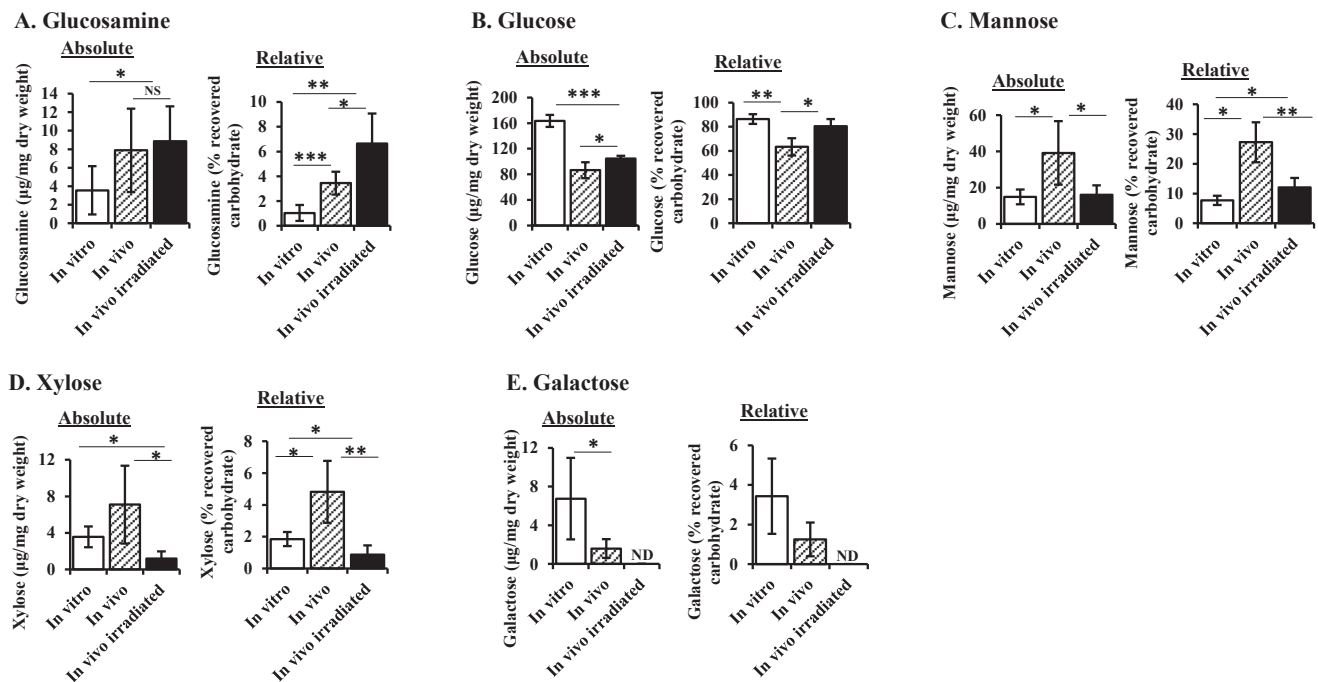 A. Glucosamine
Absolute
Glucosamine (µg/mg dry weight)
14
12
10
8
6
4
2
0
*
NS
In vitro
In vivo
In vivo irradiated
Relative
Glucosamine (% recovered
carbohydrate)
10
8
6
4
2
0
**
*
***
In vitro
In vivo
In vivo irradiated
B. Glucose
Absolute
Glucose (µg/mg dry weight)
200
160
120
80
40
0
***
*
In vitro
In vivo
In vivo irradiated
Relative
Glucose (% recovered
carbohydrate)
100
80
60
40
20
0
**
*
In vitro
In vivo
In vivo irradiated
C. Mannose
Absolute
Mannose (µg/mg dry weight)
60
40
20
0
*
*
In vitro
In vivo
In vivo irradiated
Relative
Mannose (% recovered
carbohydrate)
40
30
20
10
0
*
*
**
In vitro
In vivo
In vivo irradiated
D. Xylose
Absolute
Xylose (µg/mg dry weight)
12
8
4
0
*
*
In vitro
In vivo
In vivo irradiated
Relative
Xylose (% recovered
carbohydrate)
8
6
4
2
0
*
*
**
In vitro
In vivo
In vivo irradiated
E. Galactose
Absolute
Galactose (µg/mg dry weight)
12
8
4
0
*
ND
In vitro
In vivo
In vivo irradiated
Relative
Galactose (% recovered
carbohydrate)
6
4
2
0
ND
In vitro
In vivo
In vivo irradiated